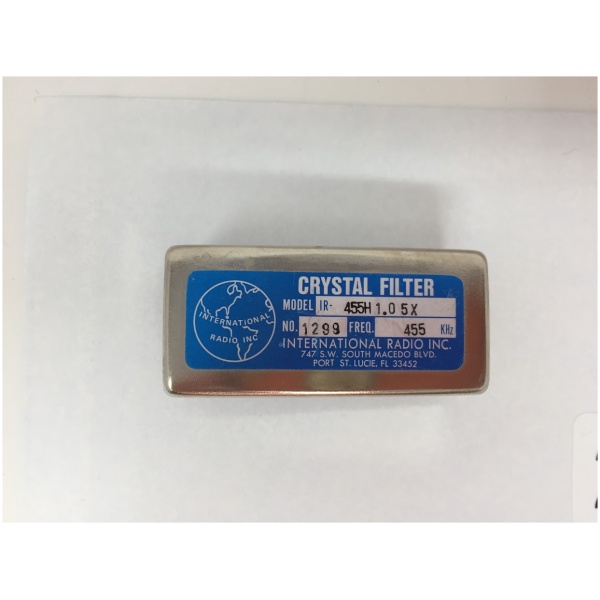 CRYSTAL FILTER
MODEL IR- 455H 1.0 5X
NO. 1299 FREQ. 455 KHz
INTERNATIONAL RADIO INC.
747 S.W. SOUTH MACEDO BLVD.
PORT ST. LUCIE, FL 33452
INTERNATIONAL
RADIO INC